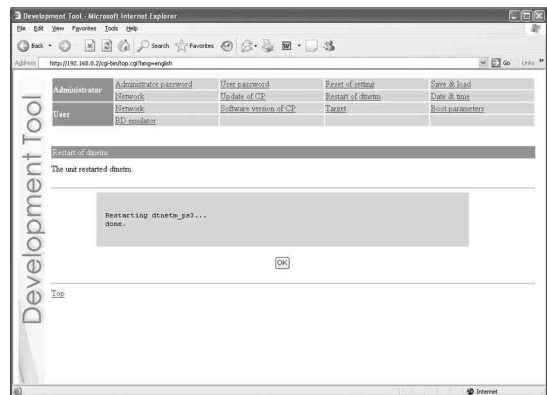 Development Tool - Microsoft Internet Explorer
File Edit View Favorites Tools Help
Back Search Favorites
Address http://192.168.0.2/cgi-bin/top.cgi?lang=english Go Links »
Development Tool
Administrator Administrator password User password Reset of setting Save & load
Network Update of CP Restart of dtnetm Date & time
User Network Software version of CP Target Boot parameters
BD emulator
Restart of dtnetm
The unit restarted dtnetm.
Restarting dtnetm_ps3...
done.
OK
Top
Internet